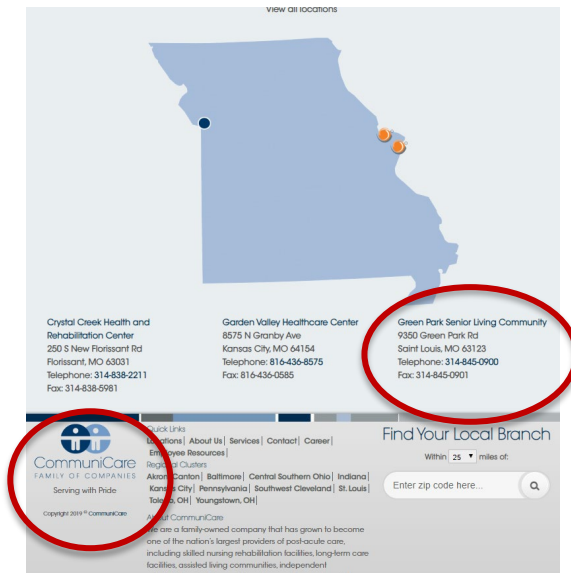 View all locations
Crystal Creek Health and
Rehabilitation Center
250 S New Florissant Rd
Florissant, MO 63031
Telephone: 314-838-2211
Fax: 314-838-5981
Garden Valley Healthcare Center
8575 N Granby Ave
Kansas City, MO 64154
Telephone: 816-436-8575
Fax: 816-436-0585
Green Park Senior Living Community
9350 Green Park Rd
Saint Louis, MO 63123
Telephone: 314-845-0900
Fax: 314-845-0901
CommuniCare
FAMILY OF COMPANIES
Serving with Pride
Copyright 2019 © CommuniCare
Quick Links
Locations| About Us| Services| Contact| Career|
Employee Resources|
Regional Clusters
Akron Canton| Baltimore| Central Southern Ohio| Indiana|
Kansas City| Pennsylvania| Southwest Cleveland| St. Louis|
Toledo, OH| Youngstown, OH|
About CommuniCare
We are a family-owned company that has grown to become
one of the nation's largest providers of post-acute care,
including skilled nursing rehabilitation facilities, long-term care
facilities, assisted living communities, independent
Find Your Local Branch
Within 25 miles of:
Enter zip code here...